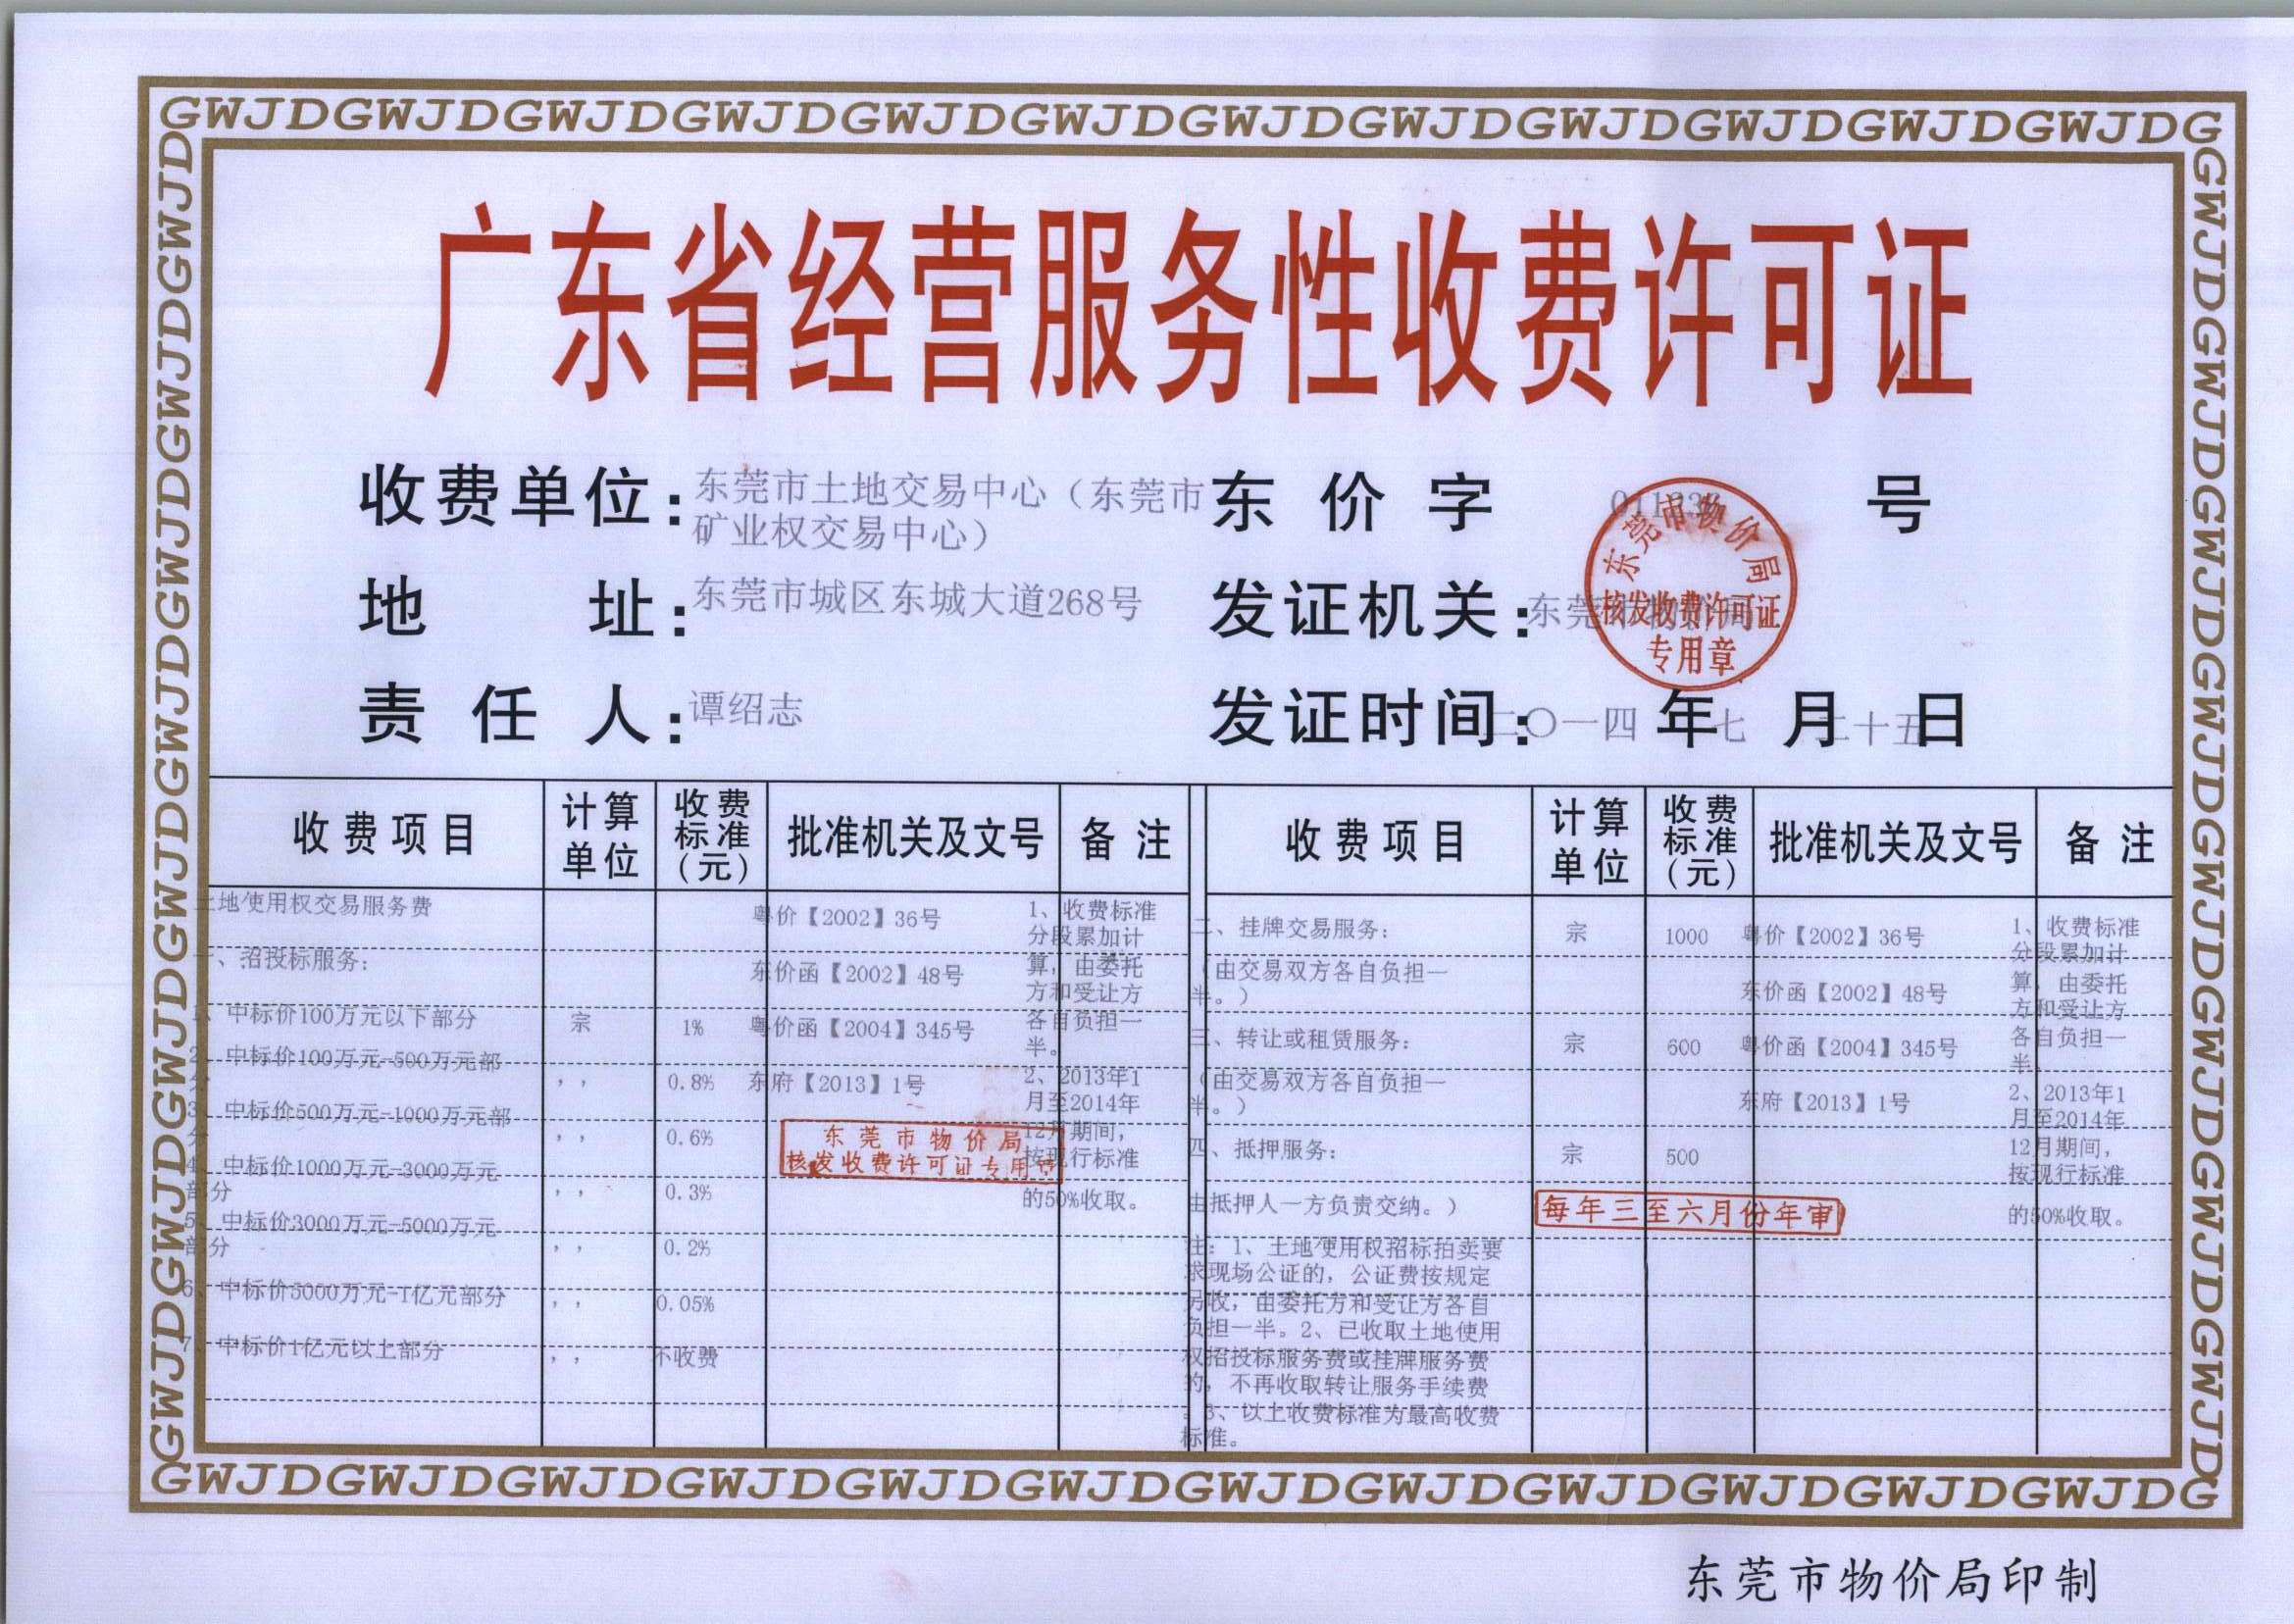 GWJDGWJDGWJDGWJDGWJDGWJDGWJDGWJDGWJDGWJDGWJDGWJDG
广东省经营服务性收费许可证
收费单位：东莞市土地交易中心（东莞市
矿业权交易中心）
东价字 号
地址：东莞市城区东城大道268号
发证机关：东莞市物价局
责任人：谭绍志
发证时间：二〇一四年七月二十五日
东莞市物价局
核发收费许可证
专用章
收费项目 计算单位 收费标准(元) 批准机关及文号 备注
土地使用权交易服务费 粤价【2002】36号
一、招投标服务： 东价函【2002】48号
1、中标价100万元以下部分 宗 1% 粤价函【2004】345号
2、中标价100万元-500万元部
分 ，， 0.8% 东府【2013】1号
3、中标价500万元-1000万元部
分 ，， 0.6%
4、中标价1000万元-3000万元
部分 ，， 0.3%
5、中标价3000万元-5000万元
部分 ，， 0.2%
6、中标价5000万元-1亿元部分 ，， 0.05%
7、中标价1亿元以上部分 ，， 不收费
1、收费标准
分段累加计
算，由委托
方和受让方
各自负担一
半。
2、2013年1
月至2014年
12月期间，
按现行标准
的50%收取。
东莞市物价局
核发收费许可证专用章
收费项目 计算单位 收费标准(元) 批准机关及文号 备注
二、挂牌交易服务： 宗 1000 粤价【2002】36号
（由交易双方各自负担一
半。） 东价函【2002】48号
三、转让或租赁服务： 宗 600 粤价函【2004】345号
（由交易双方各自负担一
半。） 东府【2013】1号
四、抵押服务： 宗 500
由抵押人一方负责交纳。）
注：1、土地使用权招标拍卖要
求现场公证的，公证费按规定
另收，由委托方和受让方各自
负担一半。2、已收取土地使用
权招投标服务费或挂牌服务费
的，不再收取转让服务手续费
。3、以上收费标准为最高收费
标准。
1、收费标准
分段累加计
算，由委托
方和受让方
各自负担一
半。
2、2013年1
月至2014年
12月期间，
按现行标准
的50%收取。
每年三至六月份年审
GWJDGWJDGWJDGWJDGWJDGWJDGWJDGWJDGWJDGWJDGWJDGWJDG
东莞市物价局印制